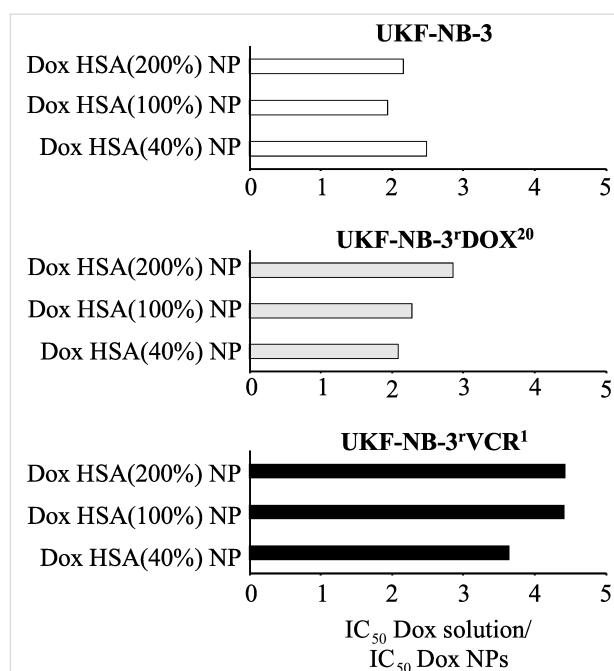 UKF-NB-3
Dox HSA(200%) NP
Dox HSA(100%) NP
Dox HSA(40%) NP
0 1 2 3 4 5
UKF-NB-3ʳDOX²⁰
Dox HSA(200%) NP
Dox HSA(100%) NP
Dox HSA(40%) NP
0 1 2 3 4 5
UKF-NB-3ʳVCR¹
Dox HSA(200%) NP
Dox HSA(100%) NP
Dox HSA(40%) NP
0 1 2 3 4 5
IC₅₀ Dox solution/
IC₅₀ Dox NPs